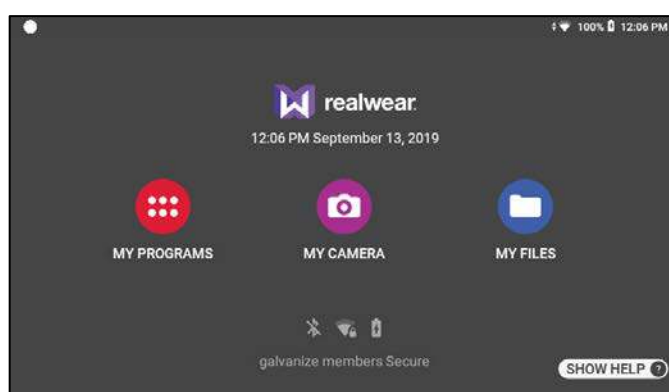 100% 12:06 PM
realwear
12:06 PM September 13, 2019
MY PROGRAMS MY CAMERA MY FILES
galvanize members Secure
SHOW HELP ?